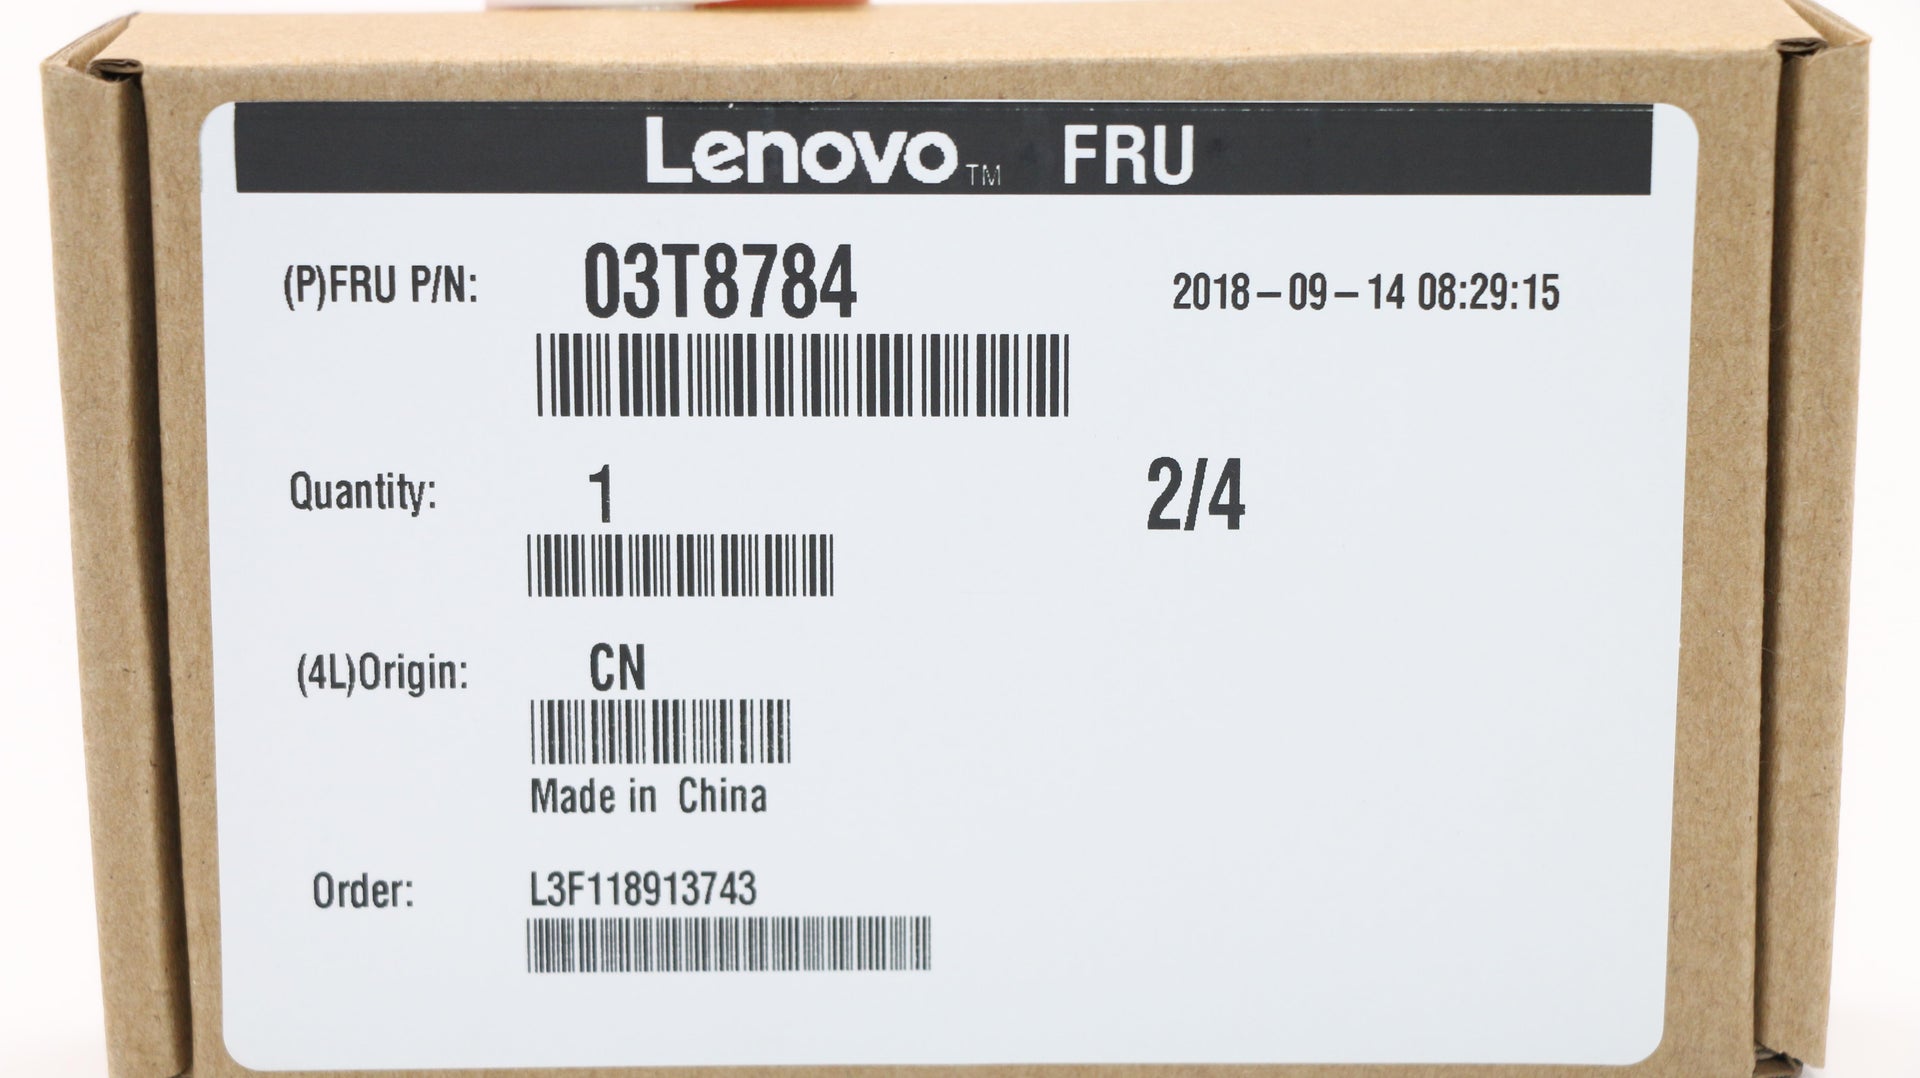 Lenovo™ FRU
(P)FRU P/N: 03T8784 2018-09-14 08:29:15
Quantity: 1 2/4
(4L)Origin: CN
Made in China
Order: L3F118913743